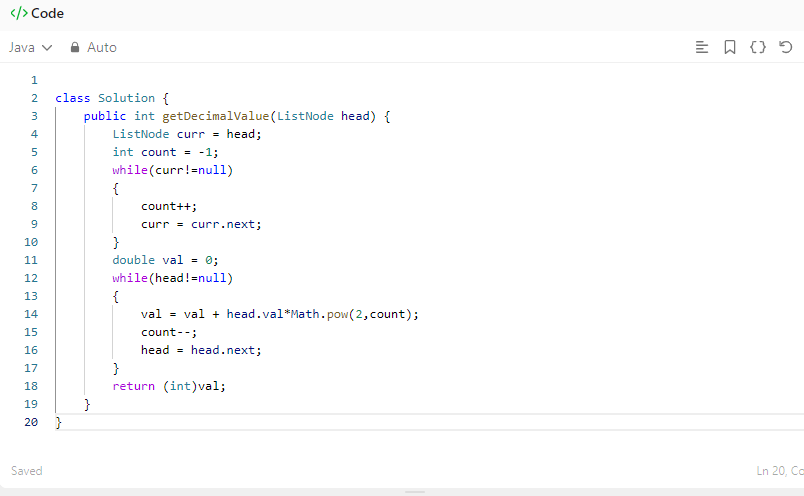 </> Code
Java Auto
1
2 class Solution {
3 public int getDecimalValue(ListNode head) {
4 ListNode curr = head;
5 int count = -1;
6 while(curr!=null)
7 {
8 count++;
9 curr = curr.next;
10 }
11 double val = 0;
12 while(head!=null)
13 {
14 val = val + head.val*Math.pow(2,count);
15 count--;
16 head = head.next;
17 }
18 return (int)val;
19 }
20 }
Saved Ln 20, Co